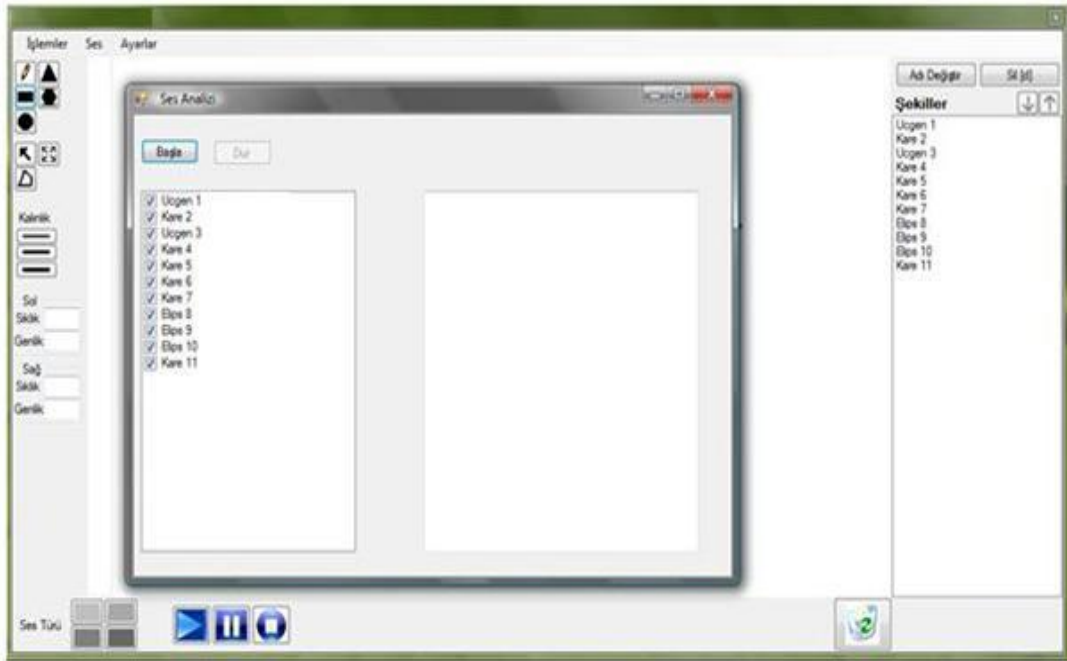 İşlemler Ses Ayarlar
Adı Değiştir Sil [d]
Şekiller
Ucgen 1
Kare 2
Ucgen 3
Kare 4
Kare 5
Kare 6
Kare 7
Elips 8
Elips 9
Elips 10
Kare 11
Ses Analizi
Başla Dur
Ucgen 1
Kare 2
Ucgen 3
Kare 4
Kare 5
Kare 6
Kare 7
Elips 8
Elips 9
Elips 10
Kare 11
Kalınlık
Sol
Sıklık
Genlik
Sağ
Sıklık
Genlik
Ses Türü